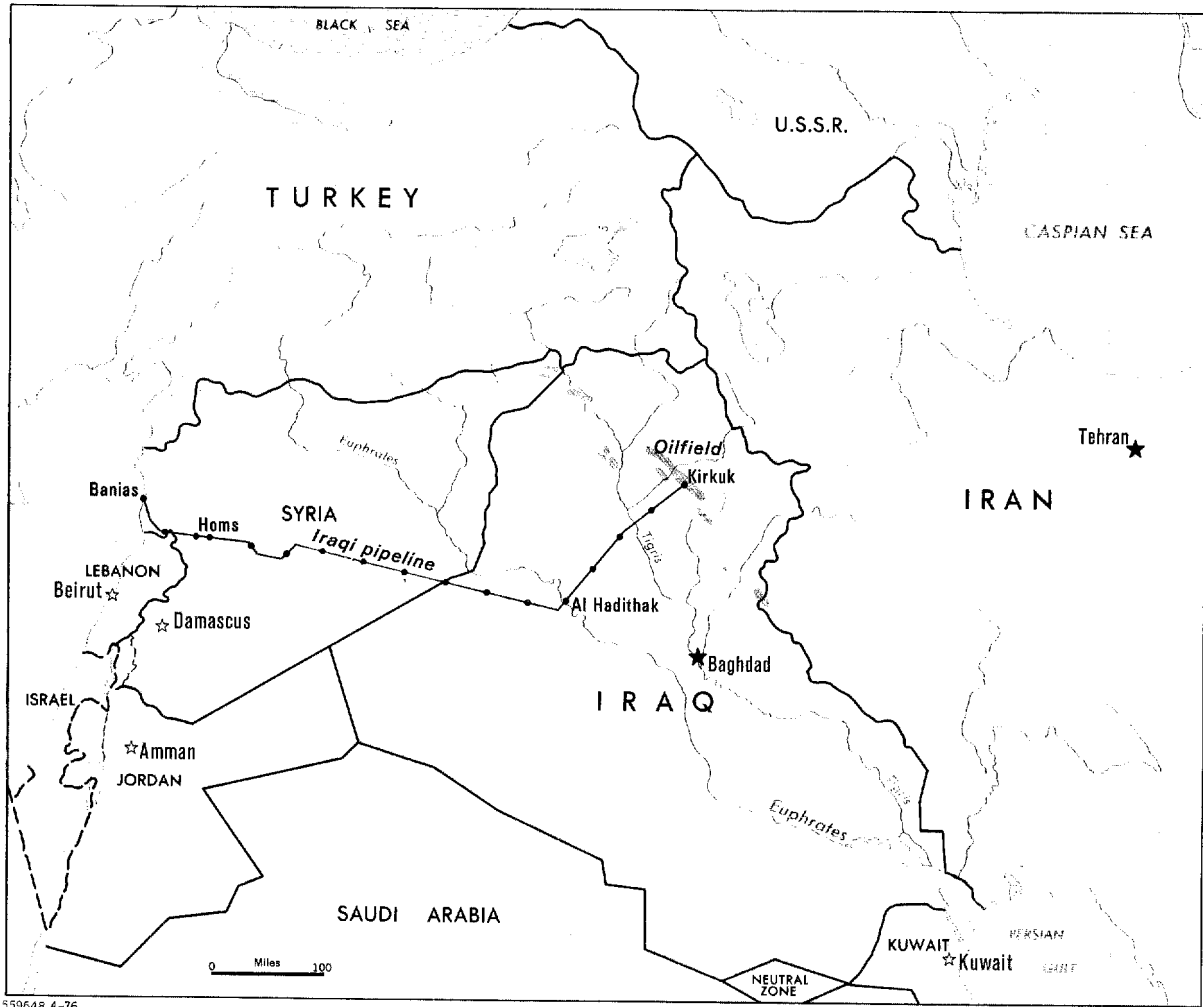 BLACK SEA
U.S.S.R.
TURKEY
CASPIAN SEA
Tehran
Oilfield
Euphrates
Kirkuk
IRAN
Banias
Homs
SYRIA
Iraqi pipeline
Tigris
LEBANON
Beirut
Al Hadithak
Damascus
Baghdad
ISRAEL
IRAQ
Amman
JORDAN
Tigris
Euphrates
SAUDI ARABIA
PERSIAN
GULF
KUWAIT
Kuwait
Miles
0 100
NEUTRAL
ZONE
559648 4-76